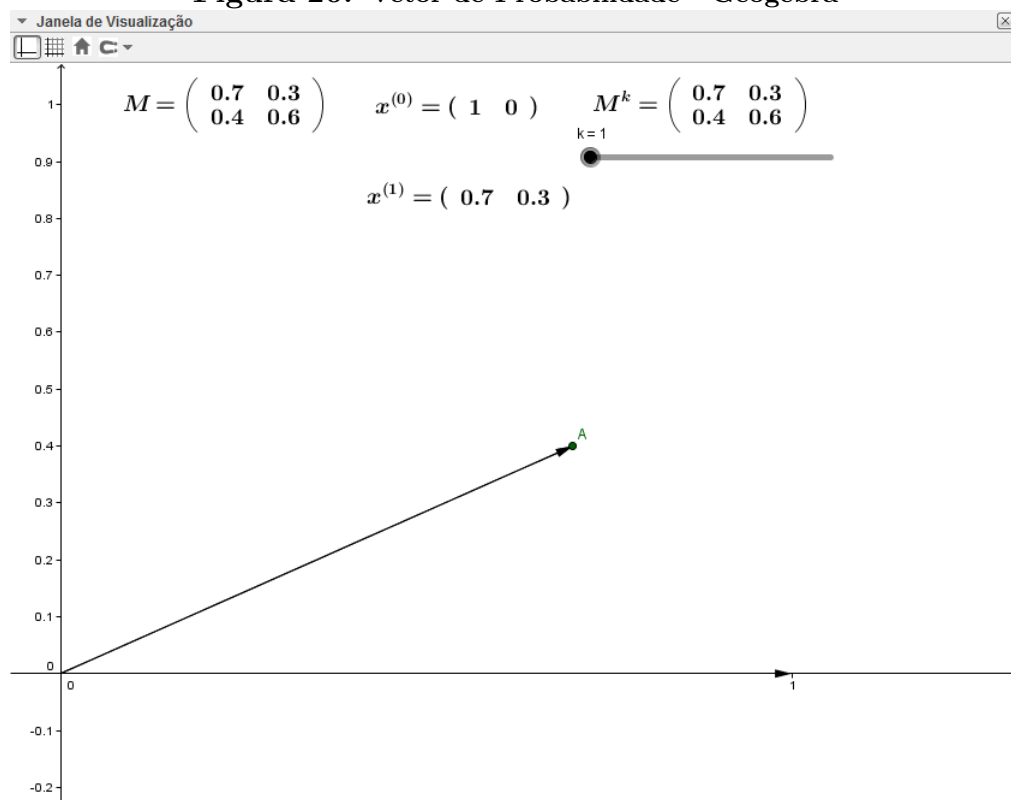 Figura 26: Vetor de Probabilidade - Geogebra
Janela de Visualização
M = ( 0.7 0.3
0.4 0.6 )
x(0) = ( 1 0 )
M^k = ( 0.7 0.3
0.4 0.6 )
k = 1
x(1) = ( 0.7 0.3 )
1
0.9
0.8
0.7
0.6
0.5
0.4
0.3
0.2
0.1
0
-0.1
-0.2
A
0
1